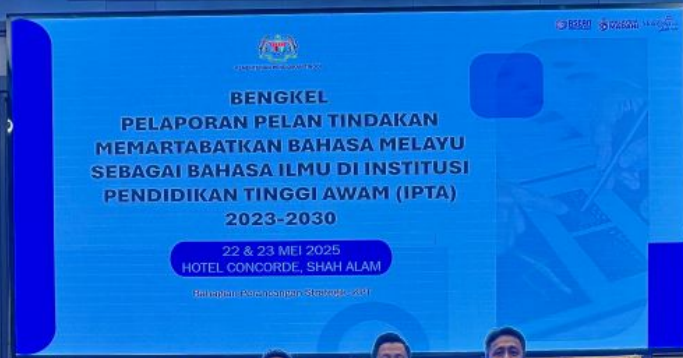 BENGKEL
PELAPORAN PELAN TINDAKAN
MEMARTABATKAN BAHASA MELAYU
SEBAGAI BAHASA ILMU DI INSTITUSI
PENDIDIKAN TINGGI AWAM (IPTA)
2023-2030
22 & 23 MEI 2025
HOTEL CONCORDE, SHAH ALAM